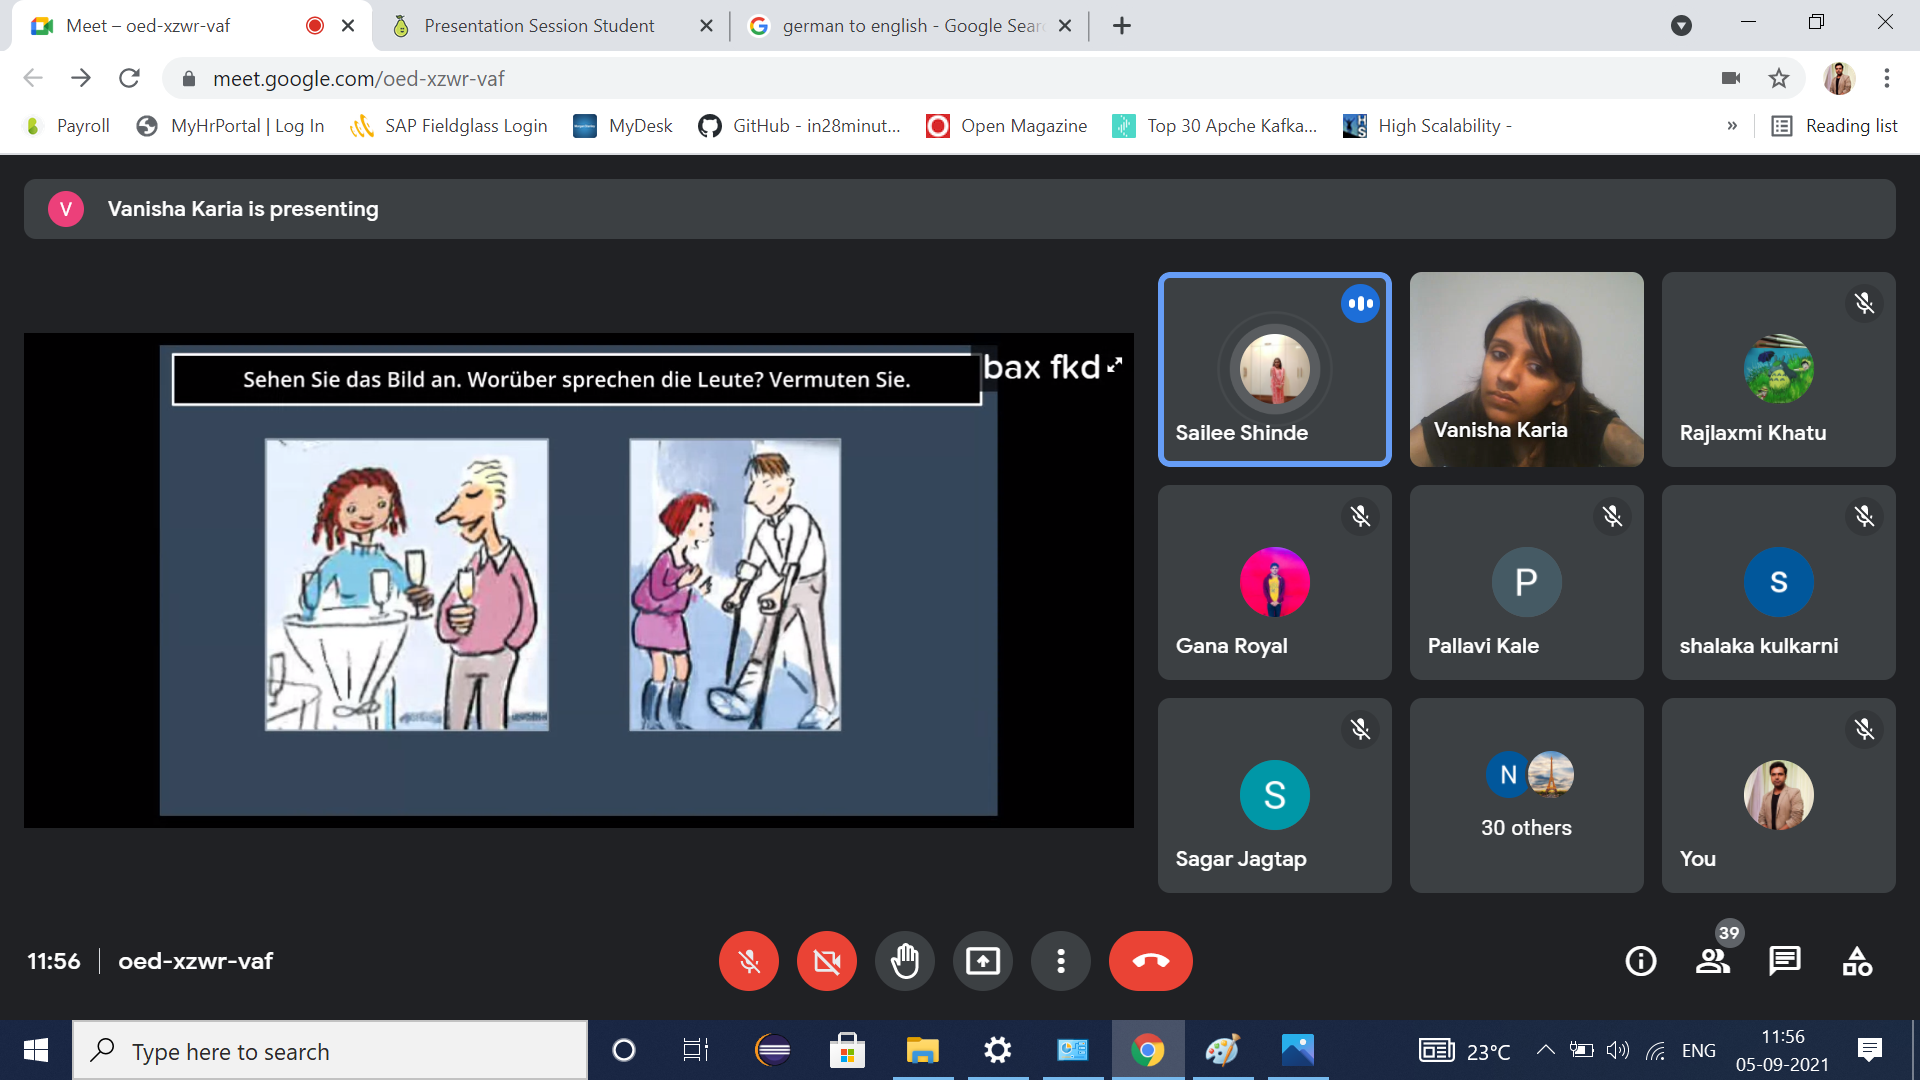 Meet – oed-xzwr-vaf
Presentation Session Student
german to english - Google Sear
meet.google.com/oed-xzwr-vaf
Payroll
MyHrPortal | Log In
SAP Fieldglass Login
MyDesk
GitHub - in28minut...
Open Magazine
Top 30 Apche Kafka...
High Scalability -
»
Reading list
V
Vanisha Karia is presenting
Sehen Sie das Bild an. Worüber sprechen die Leute? Vermuten Sie.
bax fkd
Sailee Shinde
Vanisha Karia
Rajlaxmi Khatu
Gana Royal
P
Pallavi Kale
S
shalaka kulkarni
S
Sagar Jagtap
N
30 others
You
11:56
oed-xzwr-vaf
39
Type here to search
23°C
ENG
11:56
05-09-2021